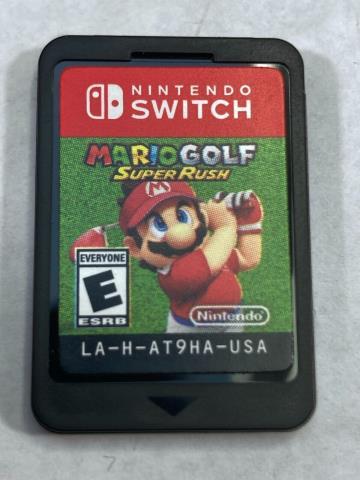 NINTENDO
SWITCH
MARIO GOLF
SUPER RUSH
M
EVERYONE
E
ESRB
Nintendo
LA-H-AT9HA-USA